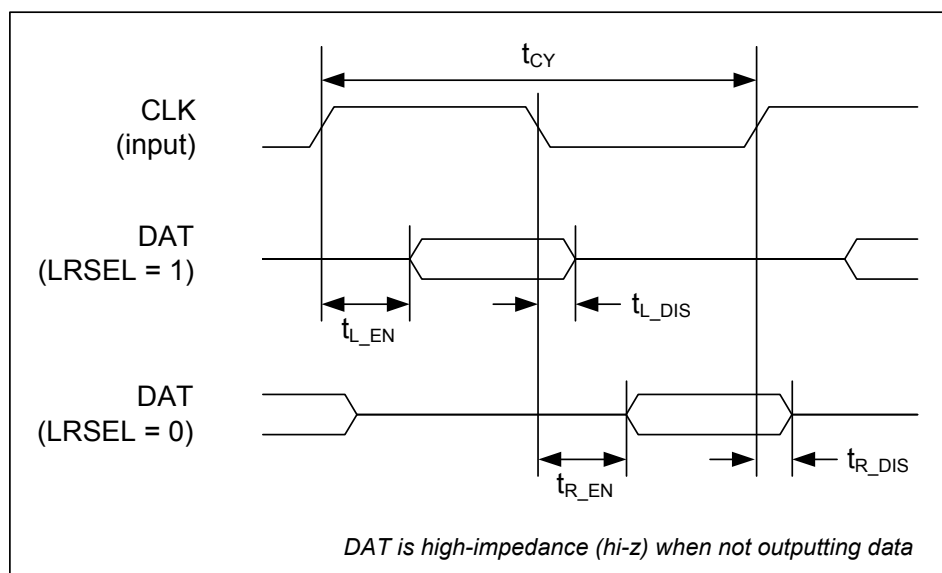 tCY
CLK
(input)
DAT
(LRSEL = 1)
tL_EN
tL_DIS
DAT
(LRSEL = 0)
tR_EN
tR_DIS
DAT is high-impedance (hi-z) when not outputting data